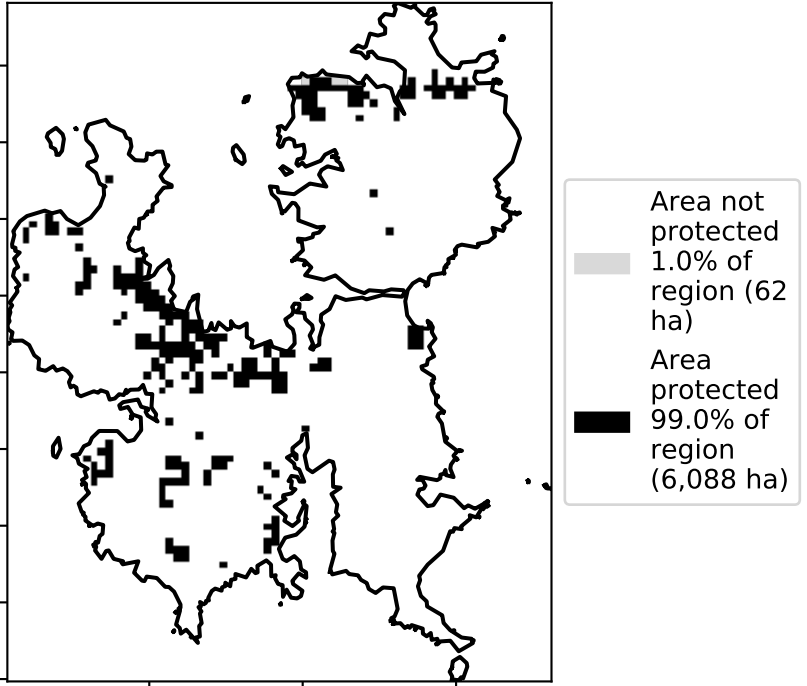 Area not
protected
1.0% of
region (62
ha)
Area
protected
99.0% of
region
(6,088 ha)